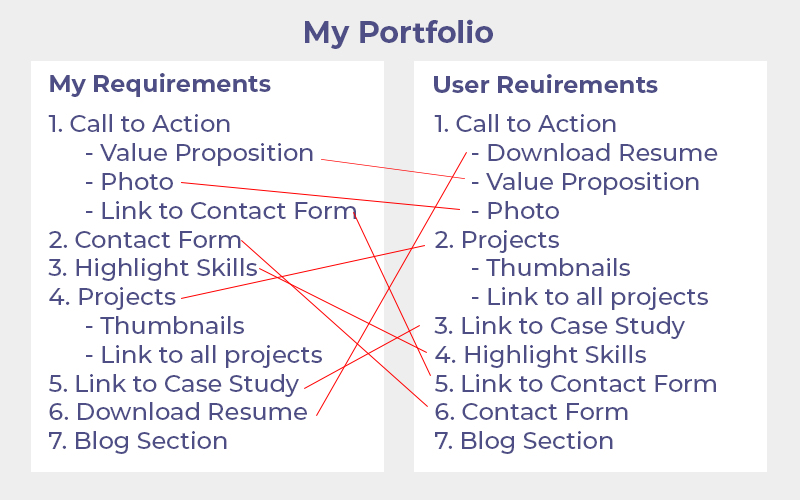 My Portfolio
My Requirements
1. Call to Action
- Value Proposition
- Photo
- Link to Contact Form
2. Contact Form
3. Highlight Skills
4. Projects
- Thumbnails
- Link to all projects
5. Link to Case Study
6. Download Resume
7. Blog Section
User Reuirements
1. Call to Action
- Download Resume
- Value Proposition
- Photo
2. Projects
- Thumbnails
- Link to all projects
3. Link to Case Study
4. Highlight Skills
5. Link to Contact Form
6. Contact Form
7. Blog Section